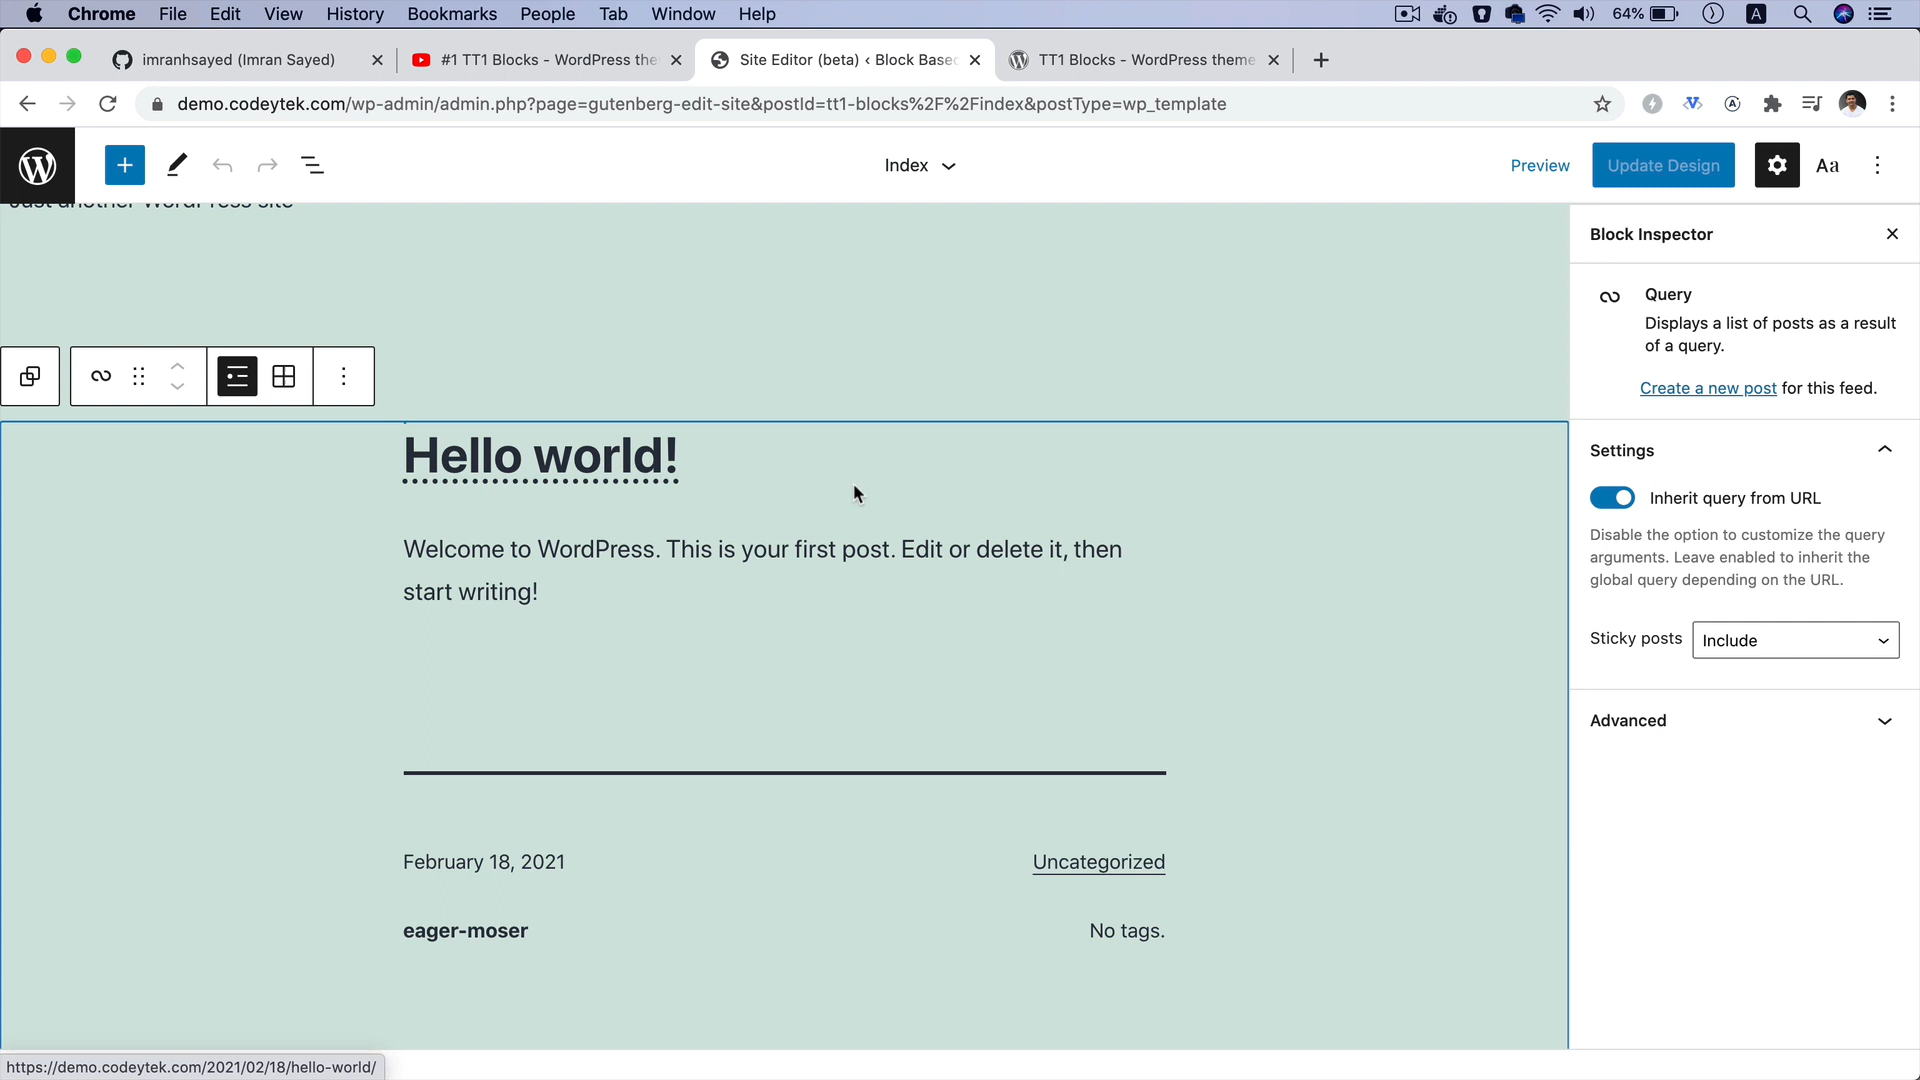 Chrome File Edit View History Bookmarks People Tab Window Help 64% A
imranhsayed (Imran Sayed) #1 TT1 Blocks - WordPress the Site Editor (beta) ‹ Block Base TT1 Blocks - WordPress theme
demo.codeytek.com/wp-admin/admin.php?page=gutenberg-edit-site&postId=tt1-blocks%2F%2Findex&postType=wp_template
Index Preview Update Design Aa
Just another WordPress site
Block Inspector
Query
Displays a list of posts as a result
of a query.
Create a new post for this feed.
Settings
Inherit query from URL
Disable the option to customize the query
arguments. Leave enabled to inherit the
global query depending on the URL.
Sticky posts Include
Advanced
Hello world!
Welcome to WordPress. This is your first post. Edit or delete it, then
start writing!
February 18, 2021 Uncategorized
eager-moser No tags.
https://demo.codeytek.com/2021/02/18/hello-world/